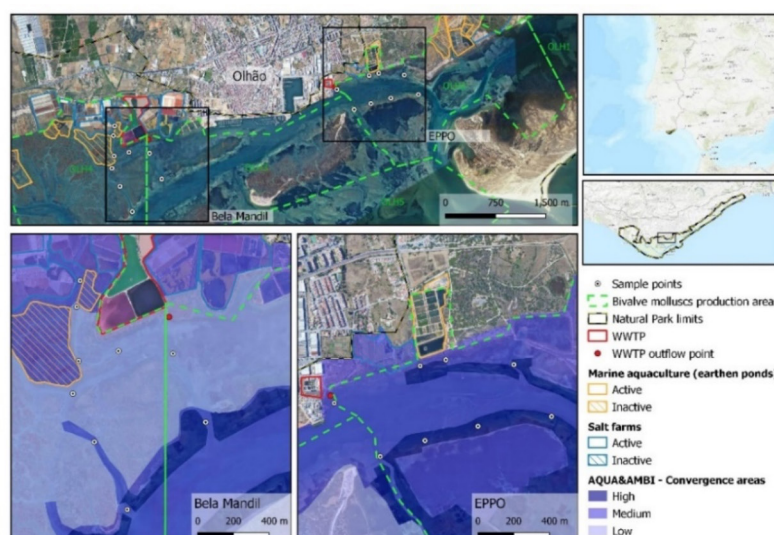 Olhão
OLH4
OLH5
EPPO
Bela Mandil
0 750 1,500 m
Bela Mandil
0 200 400 m
EPPO
0 200 400 m
Sample points
Bivalve molluscs production area
Natural Park limits
WWTP
WWTP outflow point
Marine aquaculture (earthen ponds)
Active
Inactive
Salt farms
Active
Inactive
AQUA&AMBI - Convergence areas
High
Medium
Low